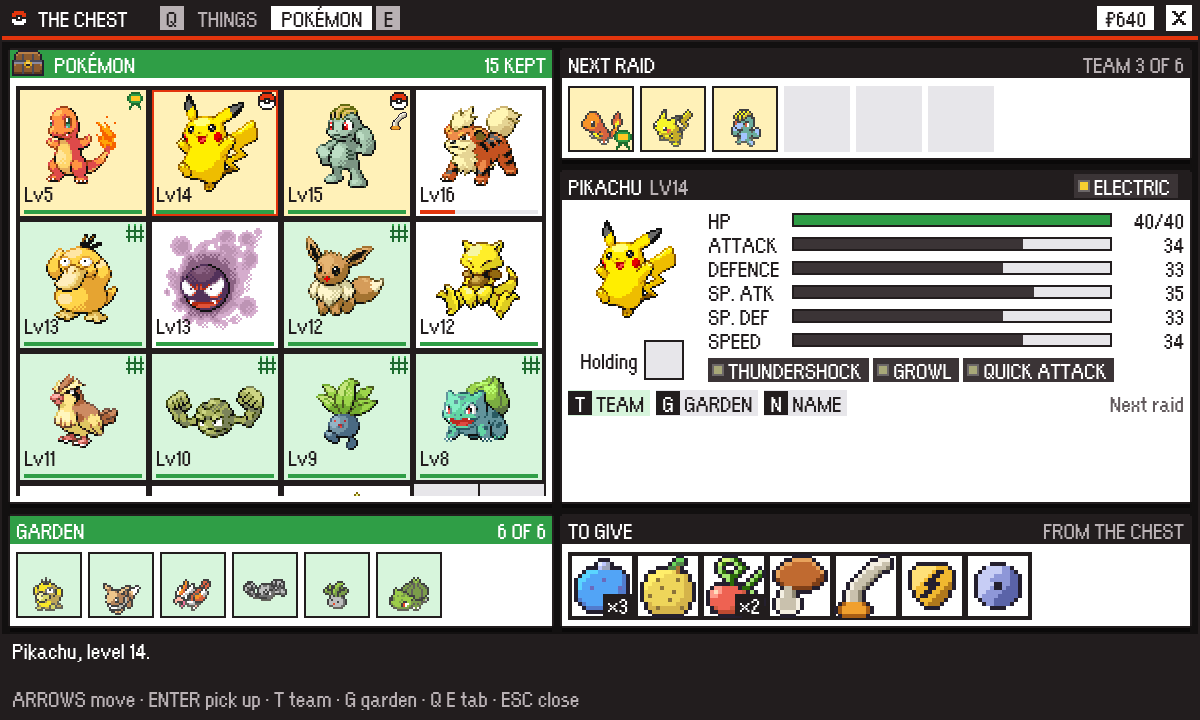 THE CHEST Q THINGS POKÉMON E ₽640 X
POKÉMON 15 KEPT
Lv5 Lv14 Lv15 Lv16
Lv13 Lv13 Lv12 Lv12
Lv11 Lv10 Lv9 Lv8
GARDEN 6 OF 6
NEXT RAID TEAM 3 OF 6
PIKACHU LV14 ELECTRIC
HP 40/40
ATTACK 34
DEFENCE 33
SP. ATK 35
SP. DEF 33
SPEED 34
Holding
THUNDERSHOCK GROWL QUICK ATTACK
T TEAM G GARDEN N NAME Next raid
TO GIVE FROM THE CHEST
×3 ×2
Pikachu, level 14.
ARROWS move · ENTER pick up · T team · G garden · Q E tab · ESC close